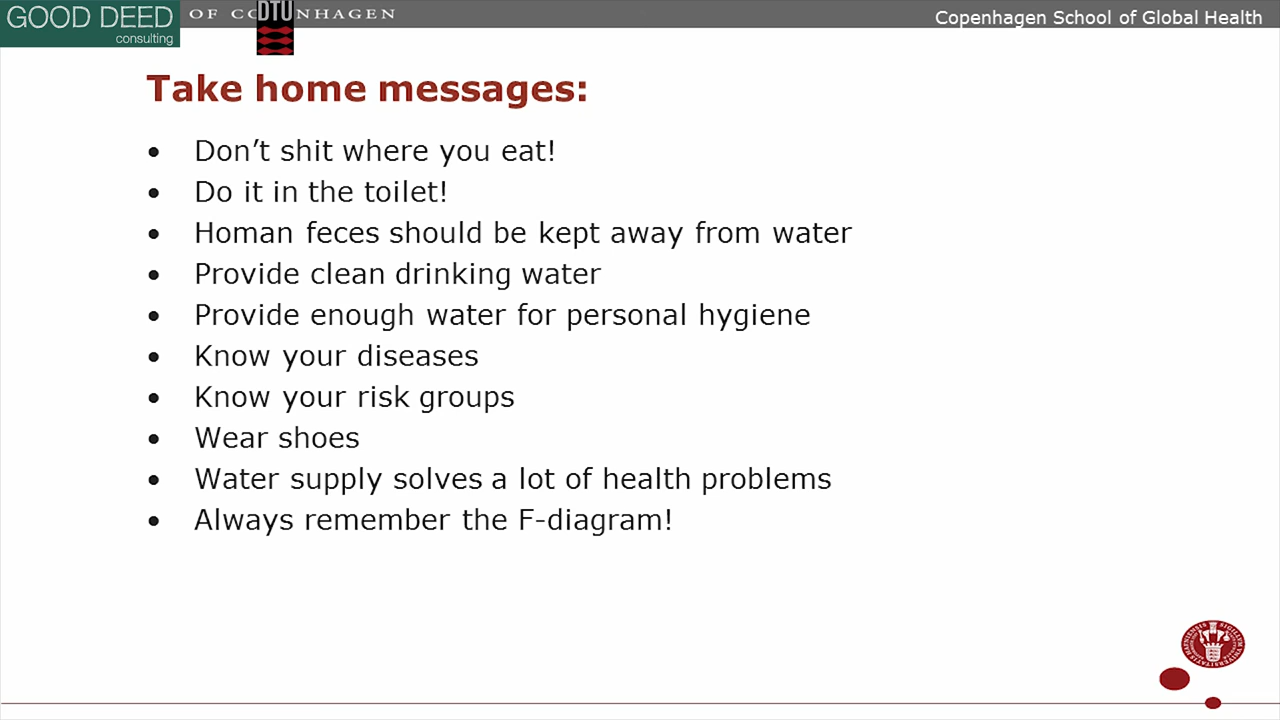 GOOD DEED
consulting
OF CO
DTU
NHAGEN
Copenhagen School of Global Health
Take home messages:
• Don't shit where you eat!
• Do it in the toilet!
• Homan feces should be kept away from water
• Provide clean drinking water
• Provide enough water for personal hygiene
• Know your diseases
• Know your risk groups
• Wear shoes
• Water supply solves a lot of health problems
• Always remember the F-diagram!